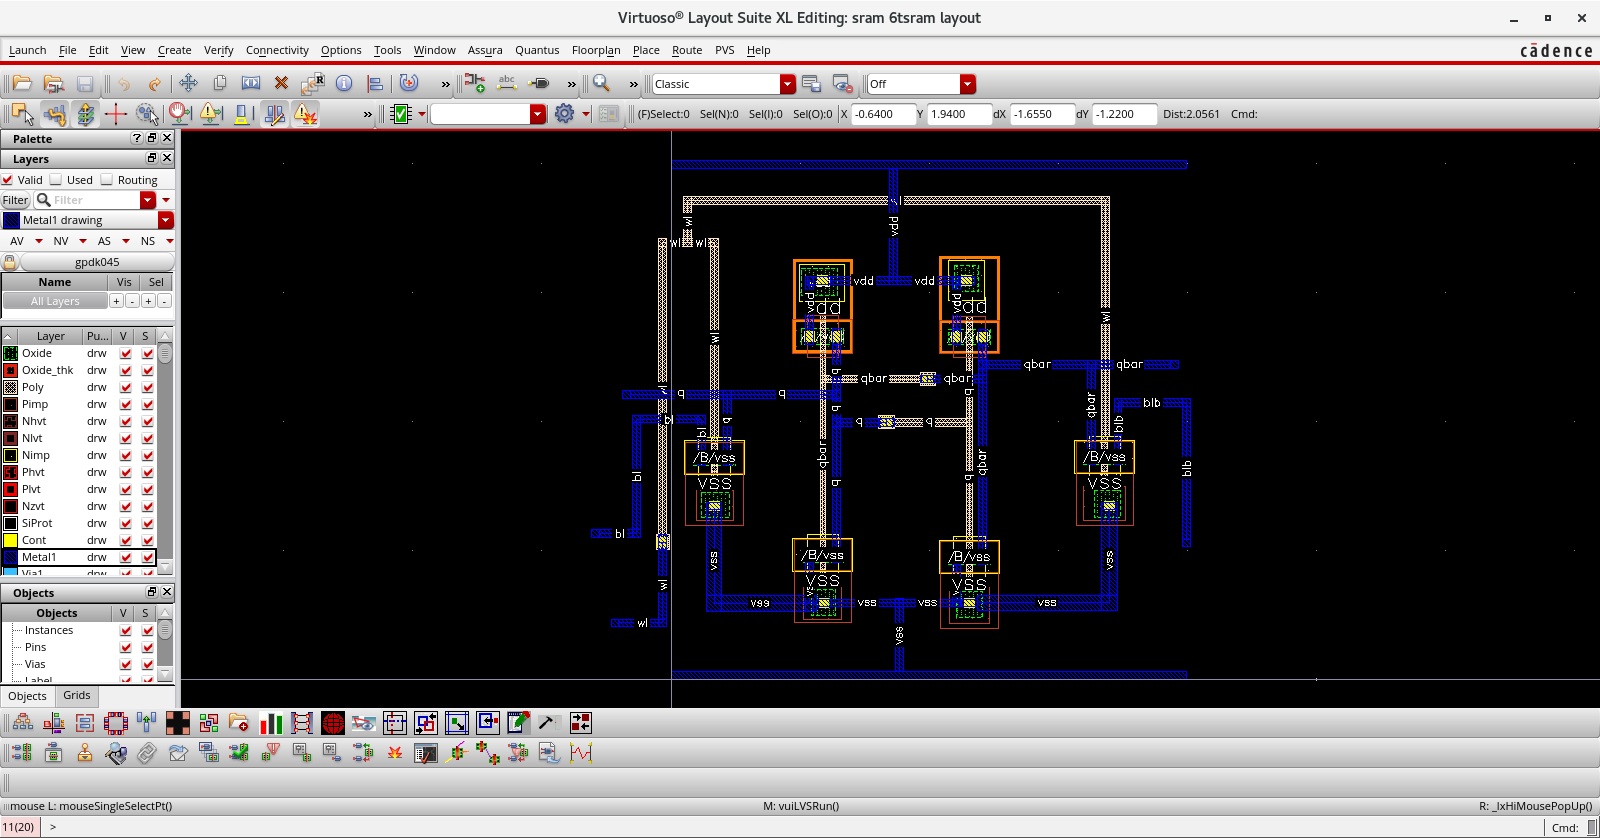 Virtuoso® Layout Suite XL Editing: sram 6tsram layout
Launch File Edit View Create Verify Connectivity Options Tools Window Assura Quantus Floorplan Place Route PVS Help
cādence
» » » Classic Off
» (F)Select:0 Sel(N):0 Sel(I):0 Sel(O):0 X -0.6400 Y 1.9400 dX -1.6550 dY -1.2200 Dist:2.0561 Cmd:
Palette ?
Layers
Valid Used Routing
Filter Filter
Metal1 drawing
AV NV AS NS
gpdk045
Name Vis Sel
All Layers + - + -
Layer Pu... V S
Oxide drw
Oxide_thk drw
Poly drw
Pimp drw
Nhvt drw
Nlvt drw
Nimp drw
Phvt drw
Plvt drw
Nzvt drw
SiProt drw
Cont drw
Metal1 drw
Via1 drw
Objects
Objects V S
Instances
Pins
Vias
Label
Objects Grids
vdd
wl
wl wl
vdd vdd
vdd vdd
wl
wl
qbar qbar
qbar qbar
q q
q
q q
bl
q
bl
qbar
blb
blb
/B/vss
/B/vss
VSS
VSS
qbar
q
q
qbar
bl
blb
bl
vss
vss
/B/vss
/B/vss
VSS
VSS
wl
vss vss vss vss
wl
vss
mouse L: mouseSingleSelectPt() M: vuiLVSRun() R: _lxHiMousePopUp()
11(20) > Cmd: